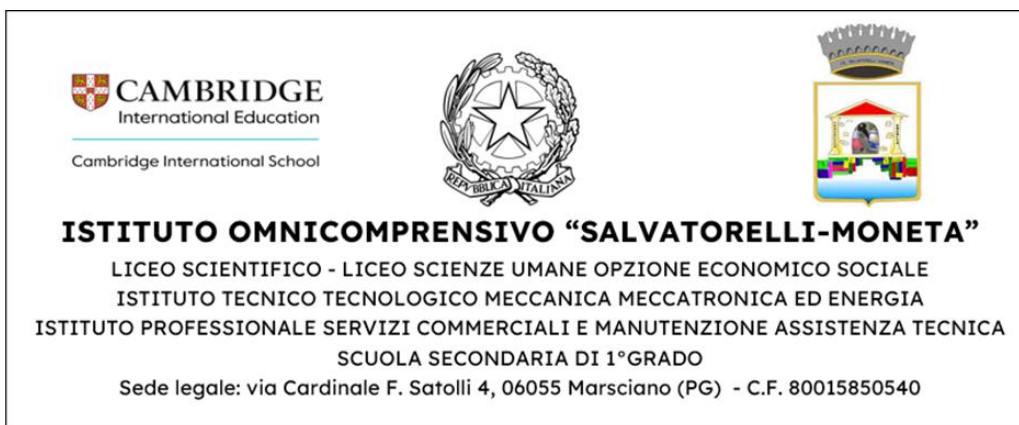 CAMBRIDGE
International Education
Cambridge International School
REPVBBLICA ITALIANA
ISTITUTO OMNICOMPRENSIVO “SALVATORELLI-MONETA”
LICEO SCIENTIFICO - LICEO SCIENZE UMANE OPZIONE ECONOMICO SOCIALE
ISTITUTO TECNICO TECNOLOGICO MECCANICA MECCATRONICA ED ENERGIA
ISTITUTO PROFESSIONALE SERVIZI COMMERCIALI E MANUTENZIONE ASSISTENZA TECNICA
SCUOLA SECONDARIA DI 1°GRADO
Sede legale: via Cardinale F. Satolli 4, 06055 Marsciano (PG) - C.F. 80015850540